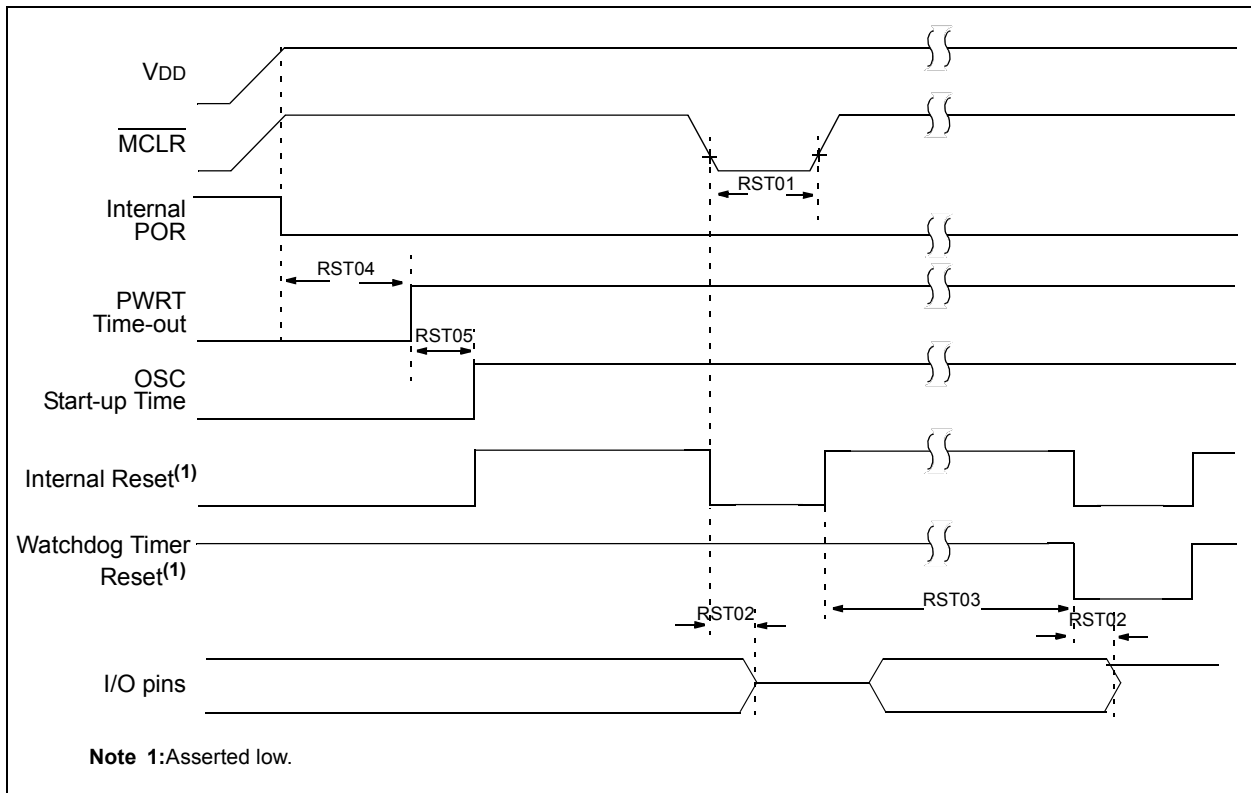 VDD
MCLR
RST01
Internal
POR
RST04
PWRT
Time-out
RST05
OSC
Start-up Time
Internal Reset(1)
Watchdog Timer
Reset(1)
RST03
RST02
RST02
I/O pins
Note 1:Asserted low.